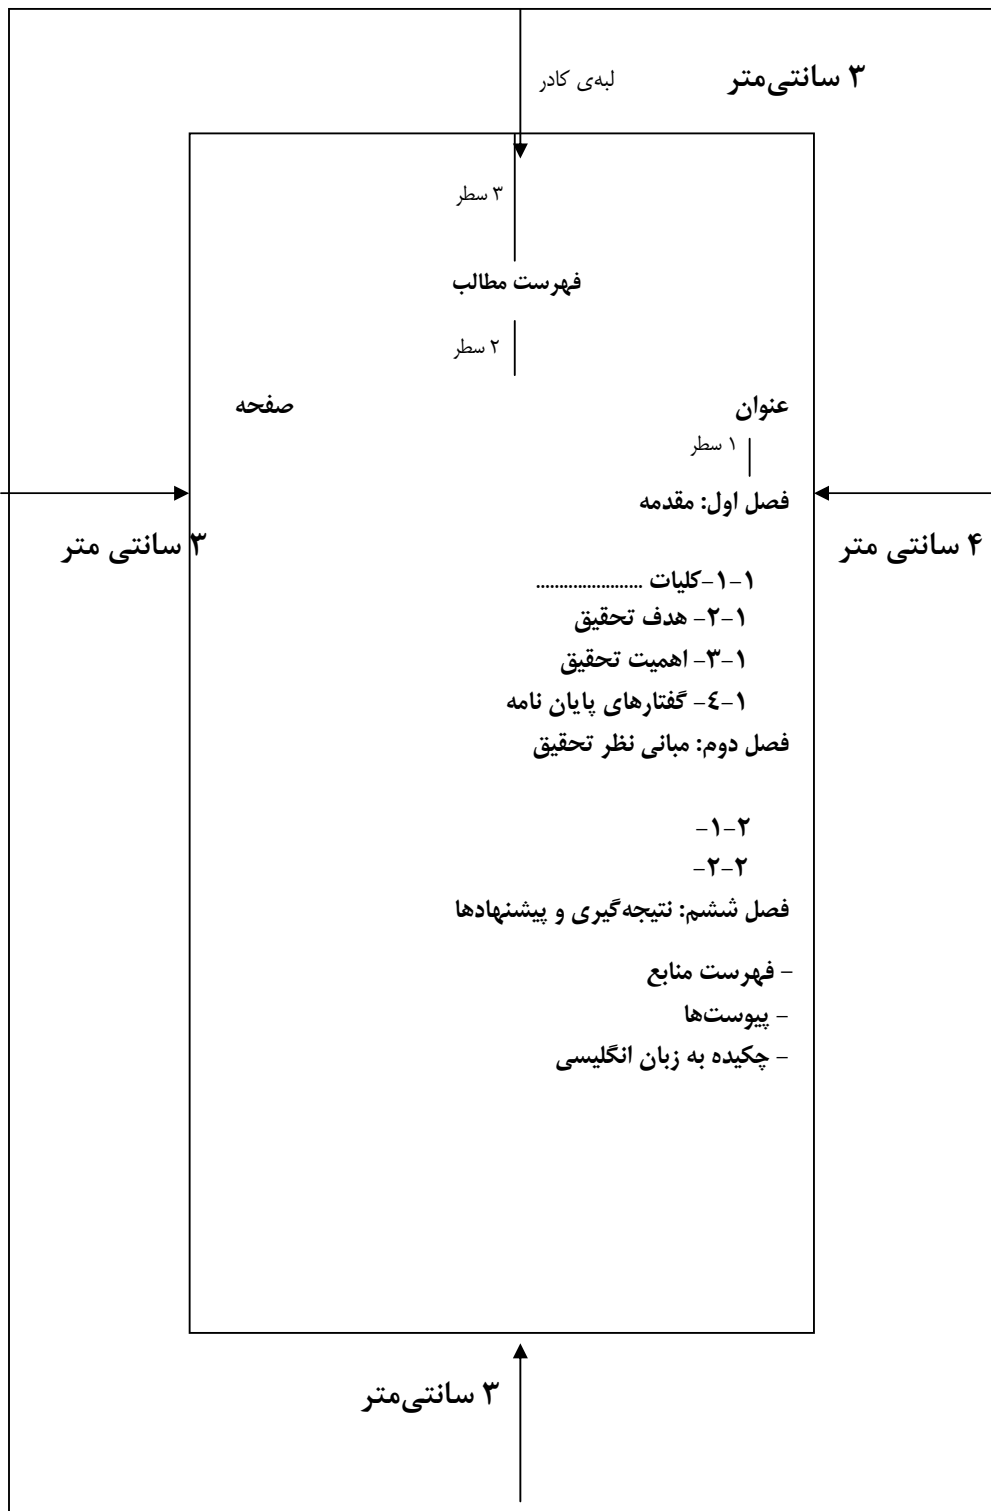 ۳ سانتی‌متر
لبه‌ی کادر
۳ سطر
فهرست مطالب
۲ سطر
عنوان صفحه
۱ سطر
فصل اول: مقدمه
۴ سانتی متر
۳ سانتی متر
۱-۱-کلیات .......................
۱-۲- هدف تحقیق
۱-۳- اهمیت تحقیق
۱-٤- گفتارهای پایان نامه
فصل دوم: مبانی نظر تحقیق
۲-۱-
۲-۲-
فصل ششم: نتیجه‌گیری و پیشنهادها
- فهرست منابع
- پیوست‌ها
- چکیده به زبان انگلیسی
۳ سانتی‌متر